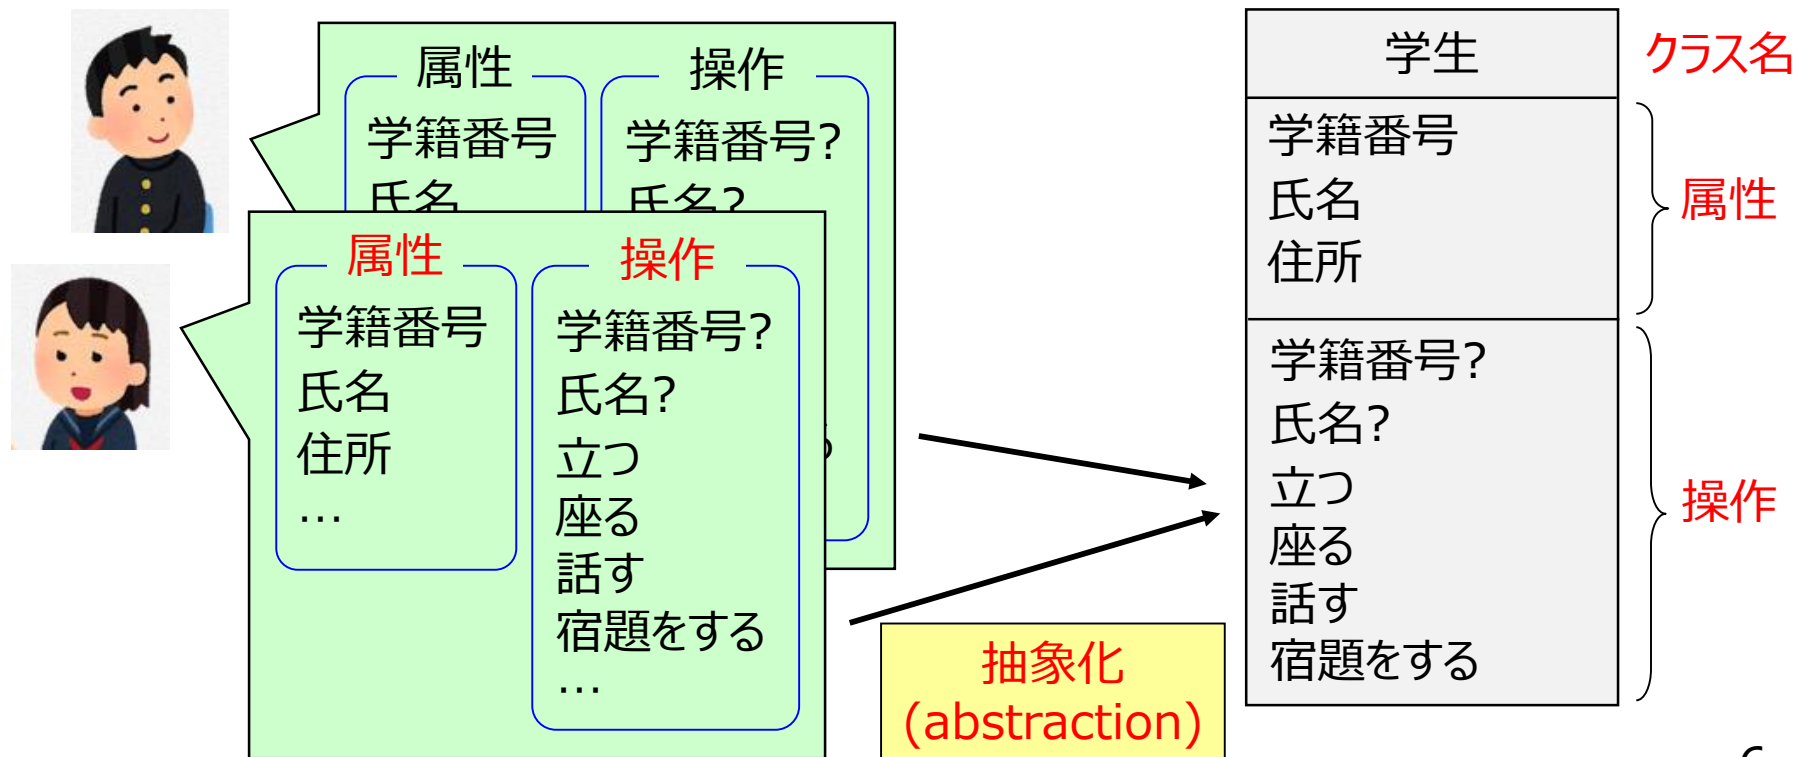 属性
操作
学籍番号
氏名
学籍番号?
氏名?
属性
操作
学籍番号
氏名
住所
…
学籍番号?
氏名?
立つ
座る
話す
宿題をする
…
抽象化
(abstraction)
学生
クラス名
学籍番号
氏名
住所
属性
学籍番号?
氏名?
立つ
座る
話す
宿題をする
操作